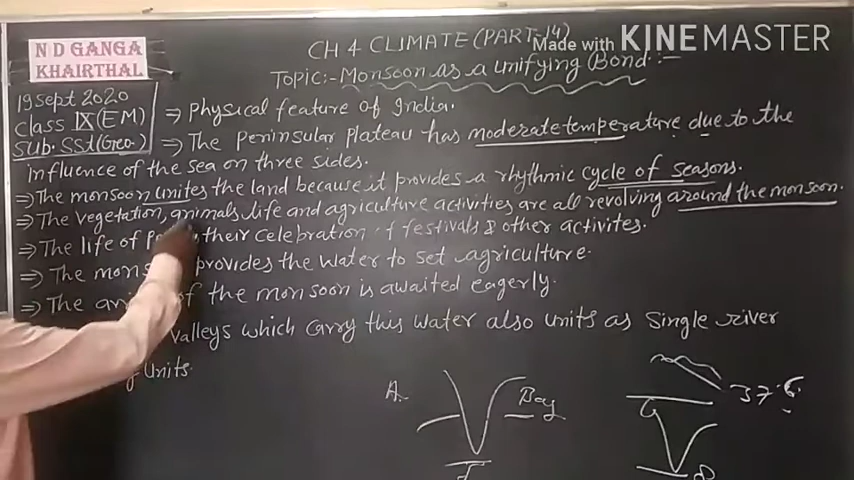 Made with KINEMASTER
N D GANGA
KHAIRTHAL
CH 4 CLIMATE (PART-14)
Topic:- Monsoon as a unifying Bond :-
19 Sept 2020
Class IX (EM)
Sub. SSt (Geo.)
⇒ Physical feature of India.
⇒ The Peninsular Plateau has moderate temperature due to the
influence of the sea on three sides.
⇒ The monsoon unites the land because it provides a rhythmic cycle of seasons.
⇒ The vegetation, animals life and agriculture activities are all revolving around the monsoon.
⇒ The life of their celebration of festivals & other activites.
⇒ The provides the water to set agriculture.
⇒ The of the monsoon is awaited eagerly.
valleys which carry this water also units as single river
units.
A. Bay